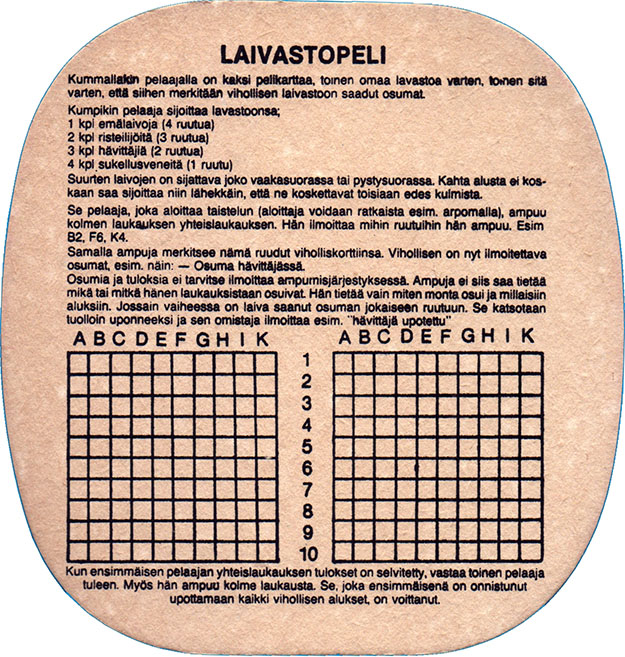 LAIVASTOPELI
Kummallakin pelaajalla on kaksi pelikarttaa, toinen omaa lavastoa varten, toinen sitä
varten, että siihen merkitään vihollisen laivastoon saadut osumat.
Kumpikin pelaaja sijoittaa lavastoonsa;
1 kpl emälaivoja (4 ruutua)
2 kpl risteilijöitä (3 ruutua)
3 kpl hävittäjiä (2 ruutua)
4 kpl sukellusveneitä (1 ruutu)
Suurten laivojen on sijattava joko vaakasuorassa tai pystysuorassa. Kahta alusta ei kos-
kaan saa sijoittaa niin lähekkäin, että ne koskettavat toisiaan edes kulmista.
Se pelaaja, joka aloittaa taistelun (aloittaja voidaan ratkaista esim. arpomalla), ampuu
kolmen laukauksen yhteislaukauksen. Hän ilmoittaa mihin ruutuihin hän ampuu. Esim
B2, F6, K4.
Samalla ampuja merkitsee nämä ruudut viholliskorttiinsa. Vihollisen on nyt ilmoitettava
osumat, esim. näin: — Osuma hävittäjässä.
Osumia ja tuloksia ei tarvitse ilmoittaa ampumisjärjestyksessä. Ampuja ei siis saa tietää
mikä tai mitkä hänen laukauksistaan osuivat. Hän tietää vain miten monta osui ja millaisiin
aluksiin. Jossain vaiheessa on laiva saanut osuman jokaiseen ruutuun. Se katsotaan
tuolloin uponneeksi ja sen omistaja ilmoittaa esim. "hävittäjä upotettu"
A B C D E F G H I K
A B C D E F G H I K
1
2
3
4
5
6
7
8
9
10
Kun ensimmäisen pelaajan yhteislaukauksen tulokset on selvitetty, vastaa toinen pelaaja
tuleen. Myös hän ampuu kolme laukausta. Se, joka ensimmäisenä on onnistunut
upottamaan kaikki vihollisen alukset, on voittanut.